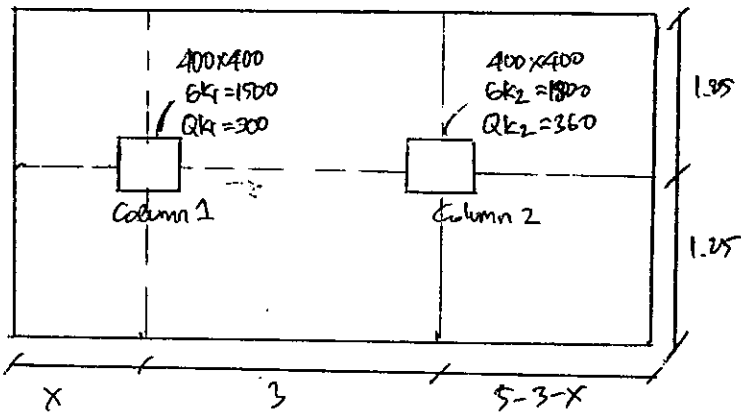 400x400
Gk1=1500
Qk1=300
Column 1
400x400
Gk2=1800
Qk2=360
Column 2
1.25
1.25
x
3
5-3-x